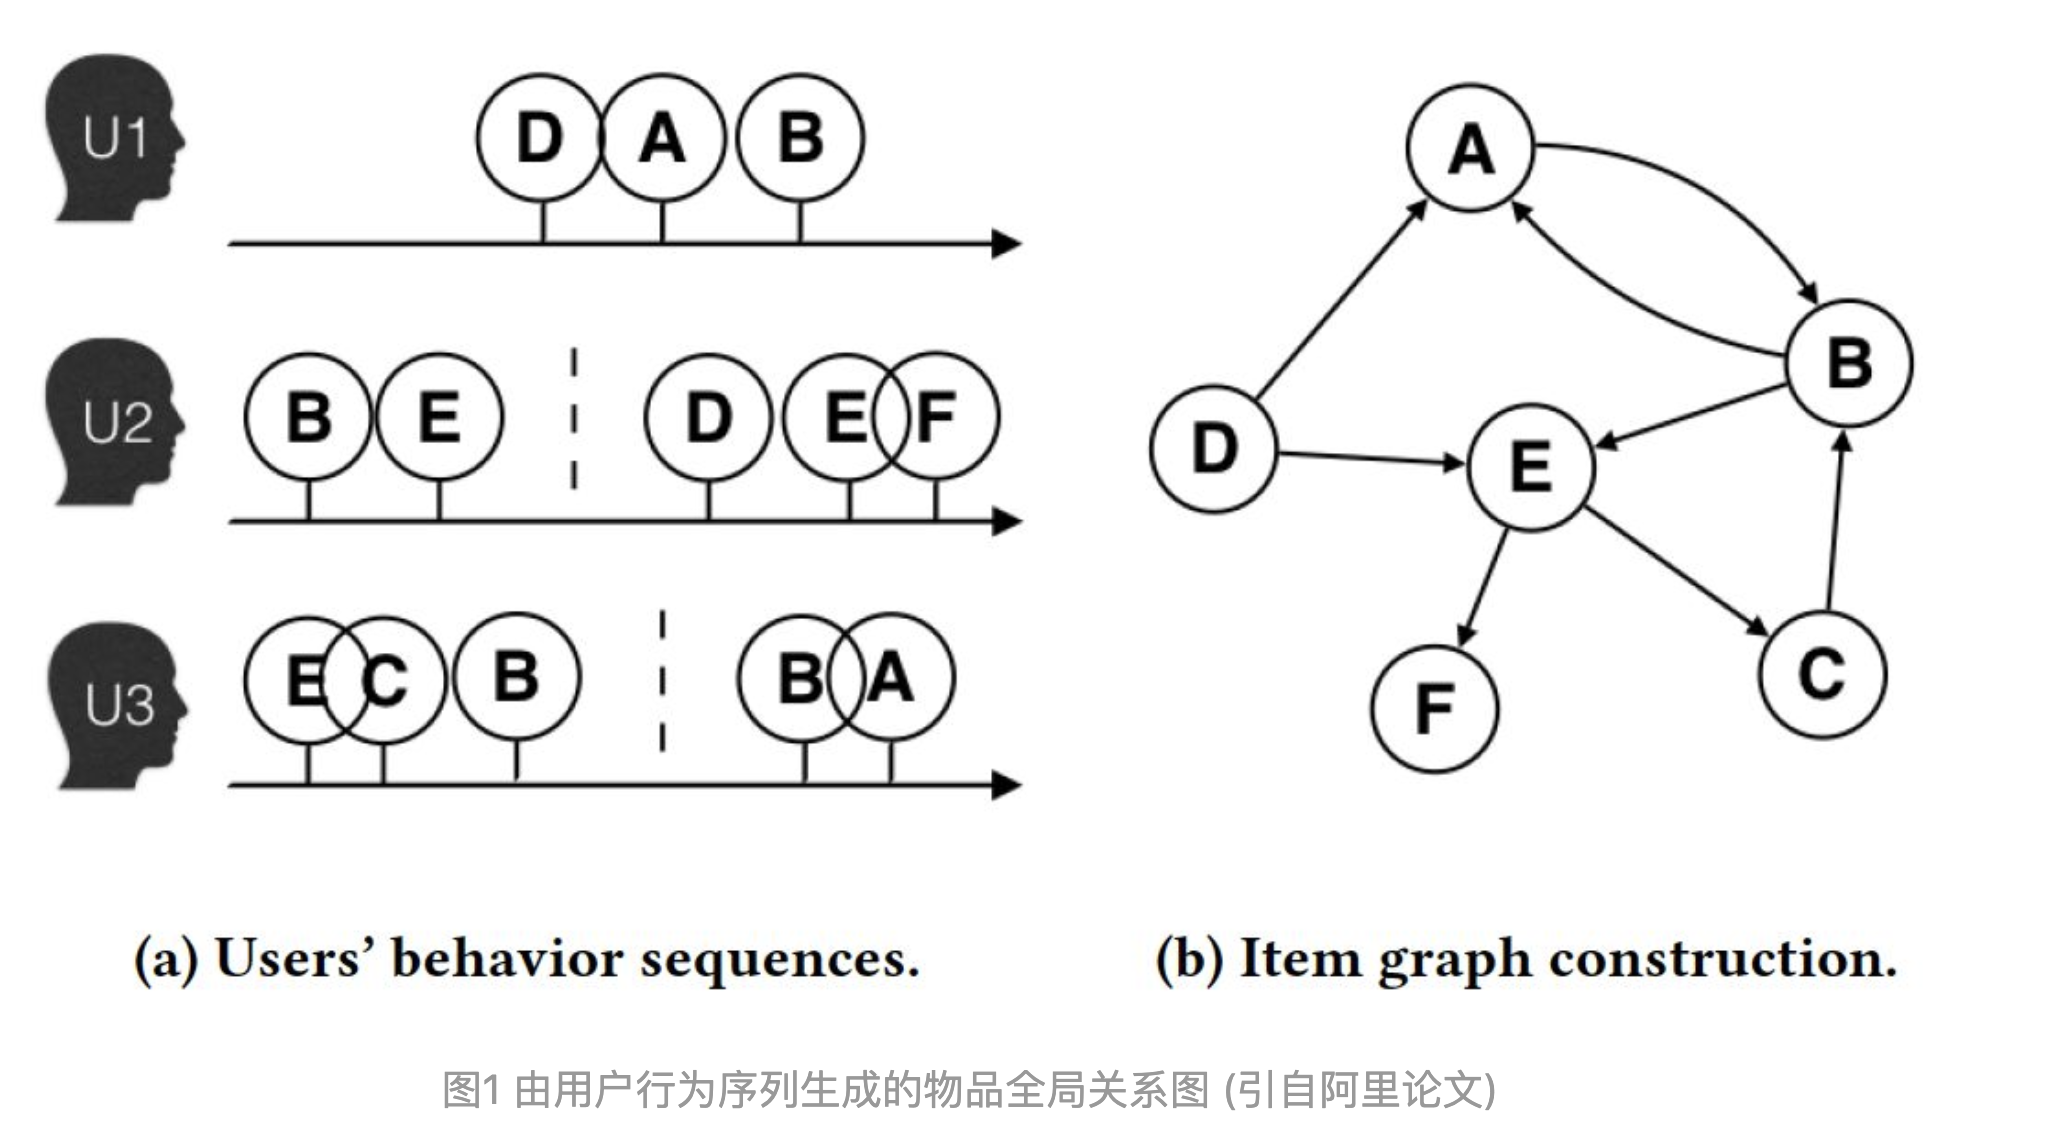 U1 D A B
U2 B E D E F
U3 E C B B A
A
B
D
E
C
F
(a) Users’ behavior sequences.
(b) Item graph construction.
图1 由用户行为序列生成的物品全局关系图 (引自阿里论文)